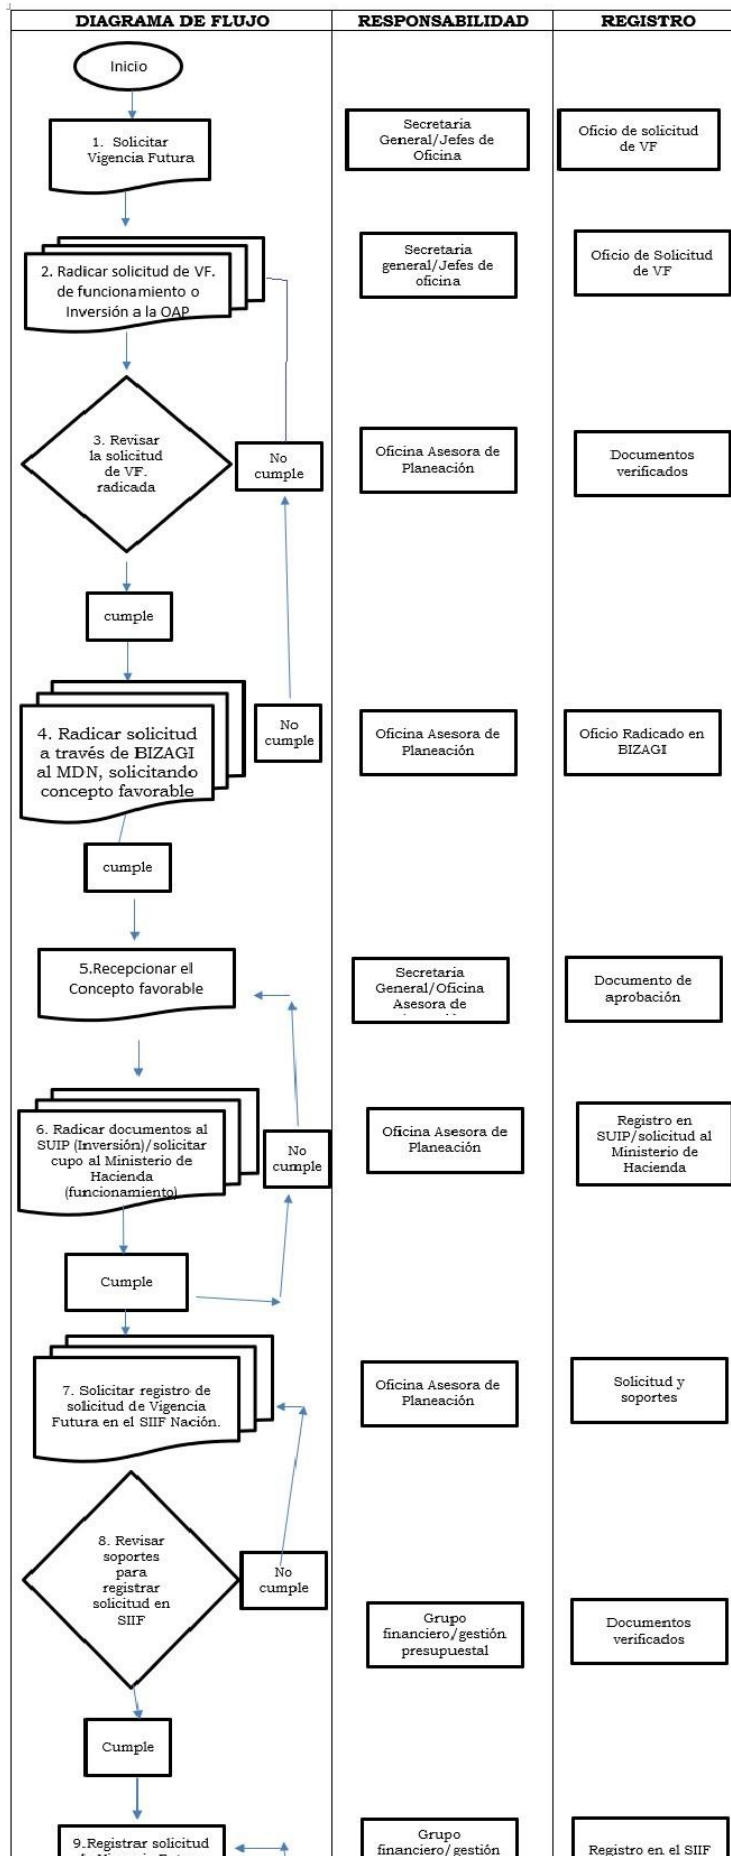 DIAGRAMA DE FLUJO
RESPONSABILIDAD
REGISTRO
Inicio
1. Solicitar
Vigencia Futura
Secretaria
General/Jefes de
Oficina
Oficio de solicitud
de VF
2. Radicar solicitud de VF.
de funcionamiento o
Inversión a la OAP
Secretaria
general/Jefes de
oficina
Oficio de Solicitud
de VF
3. Revisar
la solicitud
de VF.
radicada
No
cumple
Oficina Asesora de
Planeación
Documentos
verificados
cumple
4. Radicar solicitud
a través de BIZAGI
al MDN, solicitando
concepto favorable
No
cumple
Oficina Asesora de
Planeación
Oficio Radicado en
BIZAGI
cumple
5.Recepcionar el
Concepto favorable
Secretaria
General/Oficina
Asesora de
Documento de
aprobación
6. Radicar documentos al
SUIP (Inversión)/solicitar
cupo al Ministerio de
Hacienda
(funcionamiento)
No
cumple
Oficina Asesora de
Planeación
Registro en
SUIP/solicitud al
Ministerio de
Hacienda
Cumple
7. Solicitar registro de
solicitud de Vigencia
Futura en el SIIF Nación.
Oficina Asesora de
Planeación
Solicitud y
soportes
8. Revisar
soportes
para
registrar
solicitud en
SIIF
No
cumple
Grupo
financiero/gestión
presupuestal
Documentos
verificados
Cumple
9.Registrar solicitud
Grupo
financiero/gestión
Registro en el SIIF